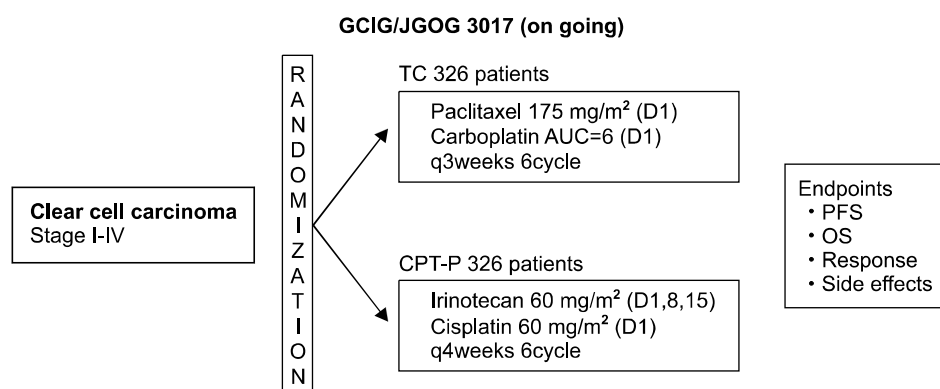 GCIG/JGOG 3017 (on going)
RANDOMIZATION
TC 326 patients
Paclitaxel 175 mg/m² (D1)
Carboplatin AUC=6 (D1)
q3weeks 6cycle
Clear cell carcinoma
Stage I-IV
CPT-P 326 patients
Irinotecan 60 mg/m² (D1,8,15)
Cisplatin 60 mg/m² (D1)
q4weeks 6cycle
Endpoints
• PFS
• OS
• Response
• Side effects